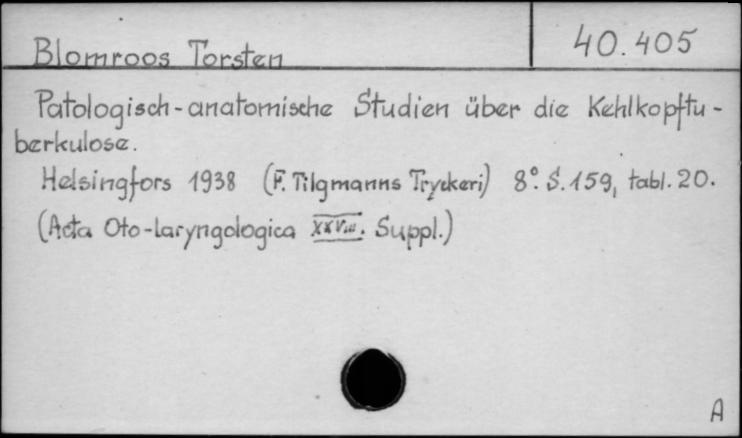 Blomroos Torsten
40.405
Patologisch-anatomische Studien über die Kehlkopftu-
berkulose.
Helsingfors 1938 (F. Tilgmanns Tryckeri) 8° S. 159, tabl. 20.
(Acta Oto-laryngologica XXVIII. Suppl.)
A